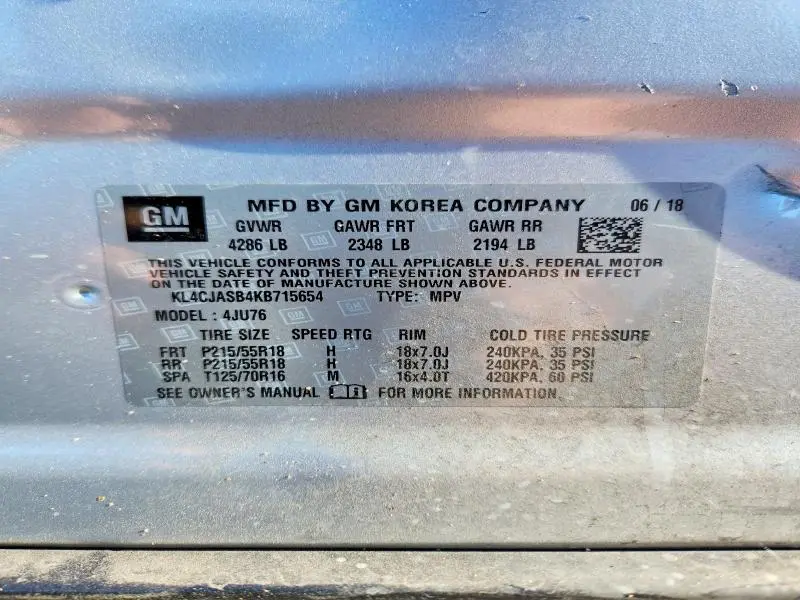 GM MFD BY GM KOREA COMPANY 06 / 18
GVWR GAWR FRT GAWR RR
4286 LB 2348 LB 2194 LB
THIS VEHICLE CONFORMS TO ALL APPLICABLE U.S. FEDERAL MOTOR
VEHICLE SAFETY AND THEFT PREVENTION STANDARDS IN EFFECT
ON THE DATE OF MANUFACTURE SHOWN ABOVE.
KL4CJASB4KB715654 TYPE: MPV
MODEL : 4JU76
TIRE SIZE SPEED RTG RIM COLD TIRE PRESSURE
FRT P215/55R18 H 18x7.0J 240KPA, 35 PSI
RR P215/55R18 H 18x7.0J 240KPA, 35 PSI
SPA T125/70R16 M 16x4.0T 420KPA, 60 PSI
SEE OWNER'S MANUAL FOR MORE INFORMATION.